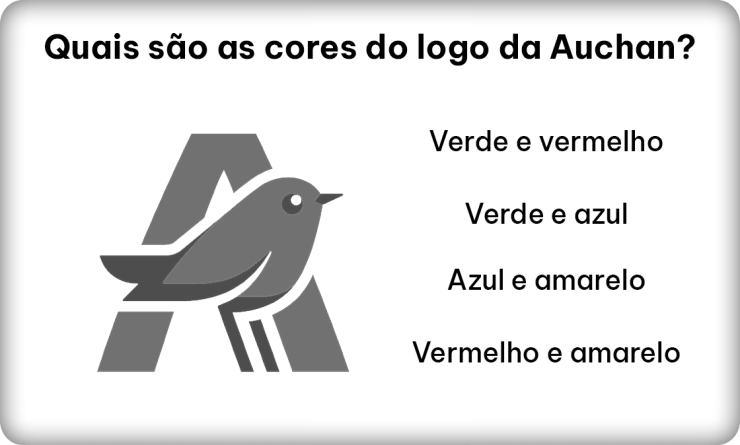 Quais são as cores do logo da Auchan?
Verde e vermelho
Verde e azul
Azul e amarelo
Vermelho e amarelo